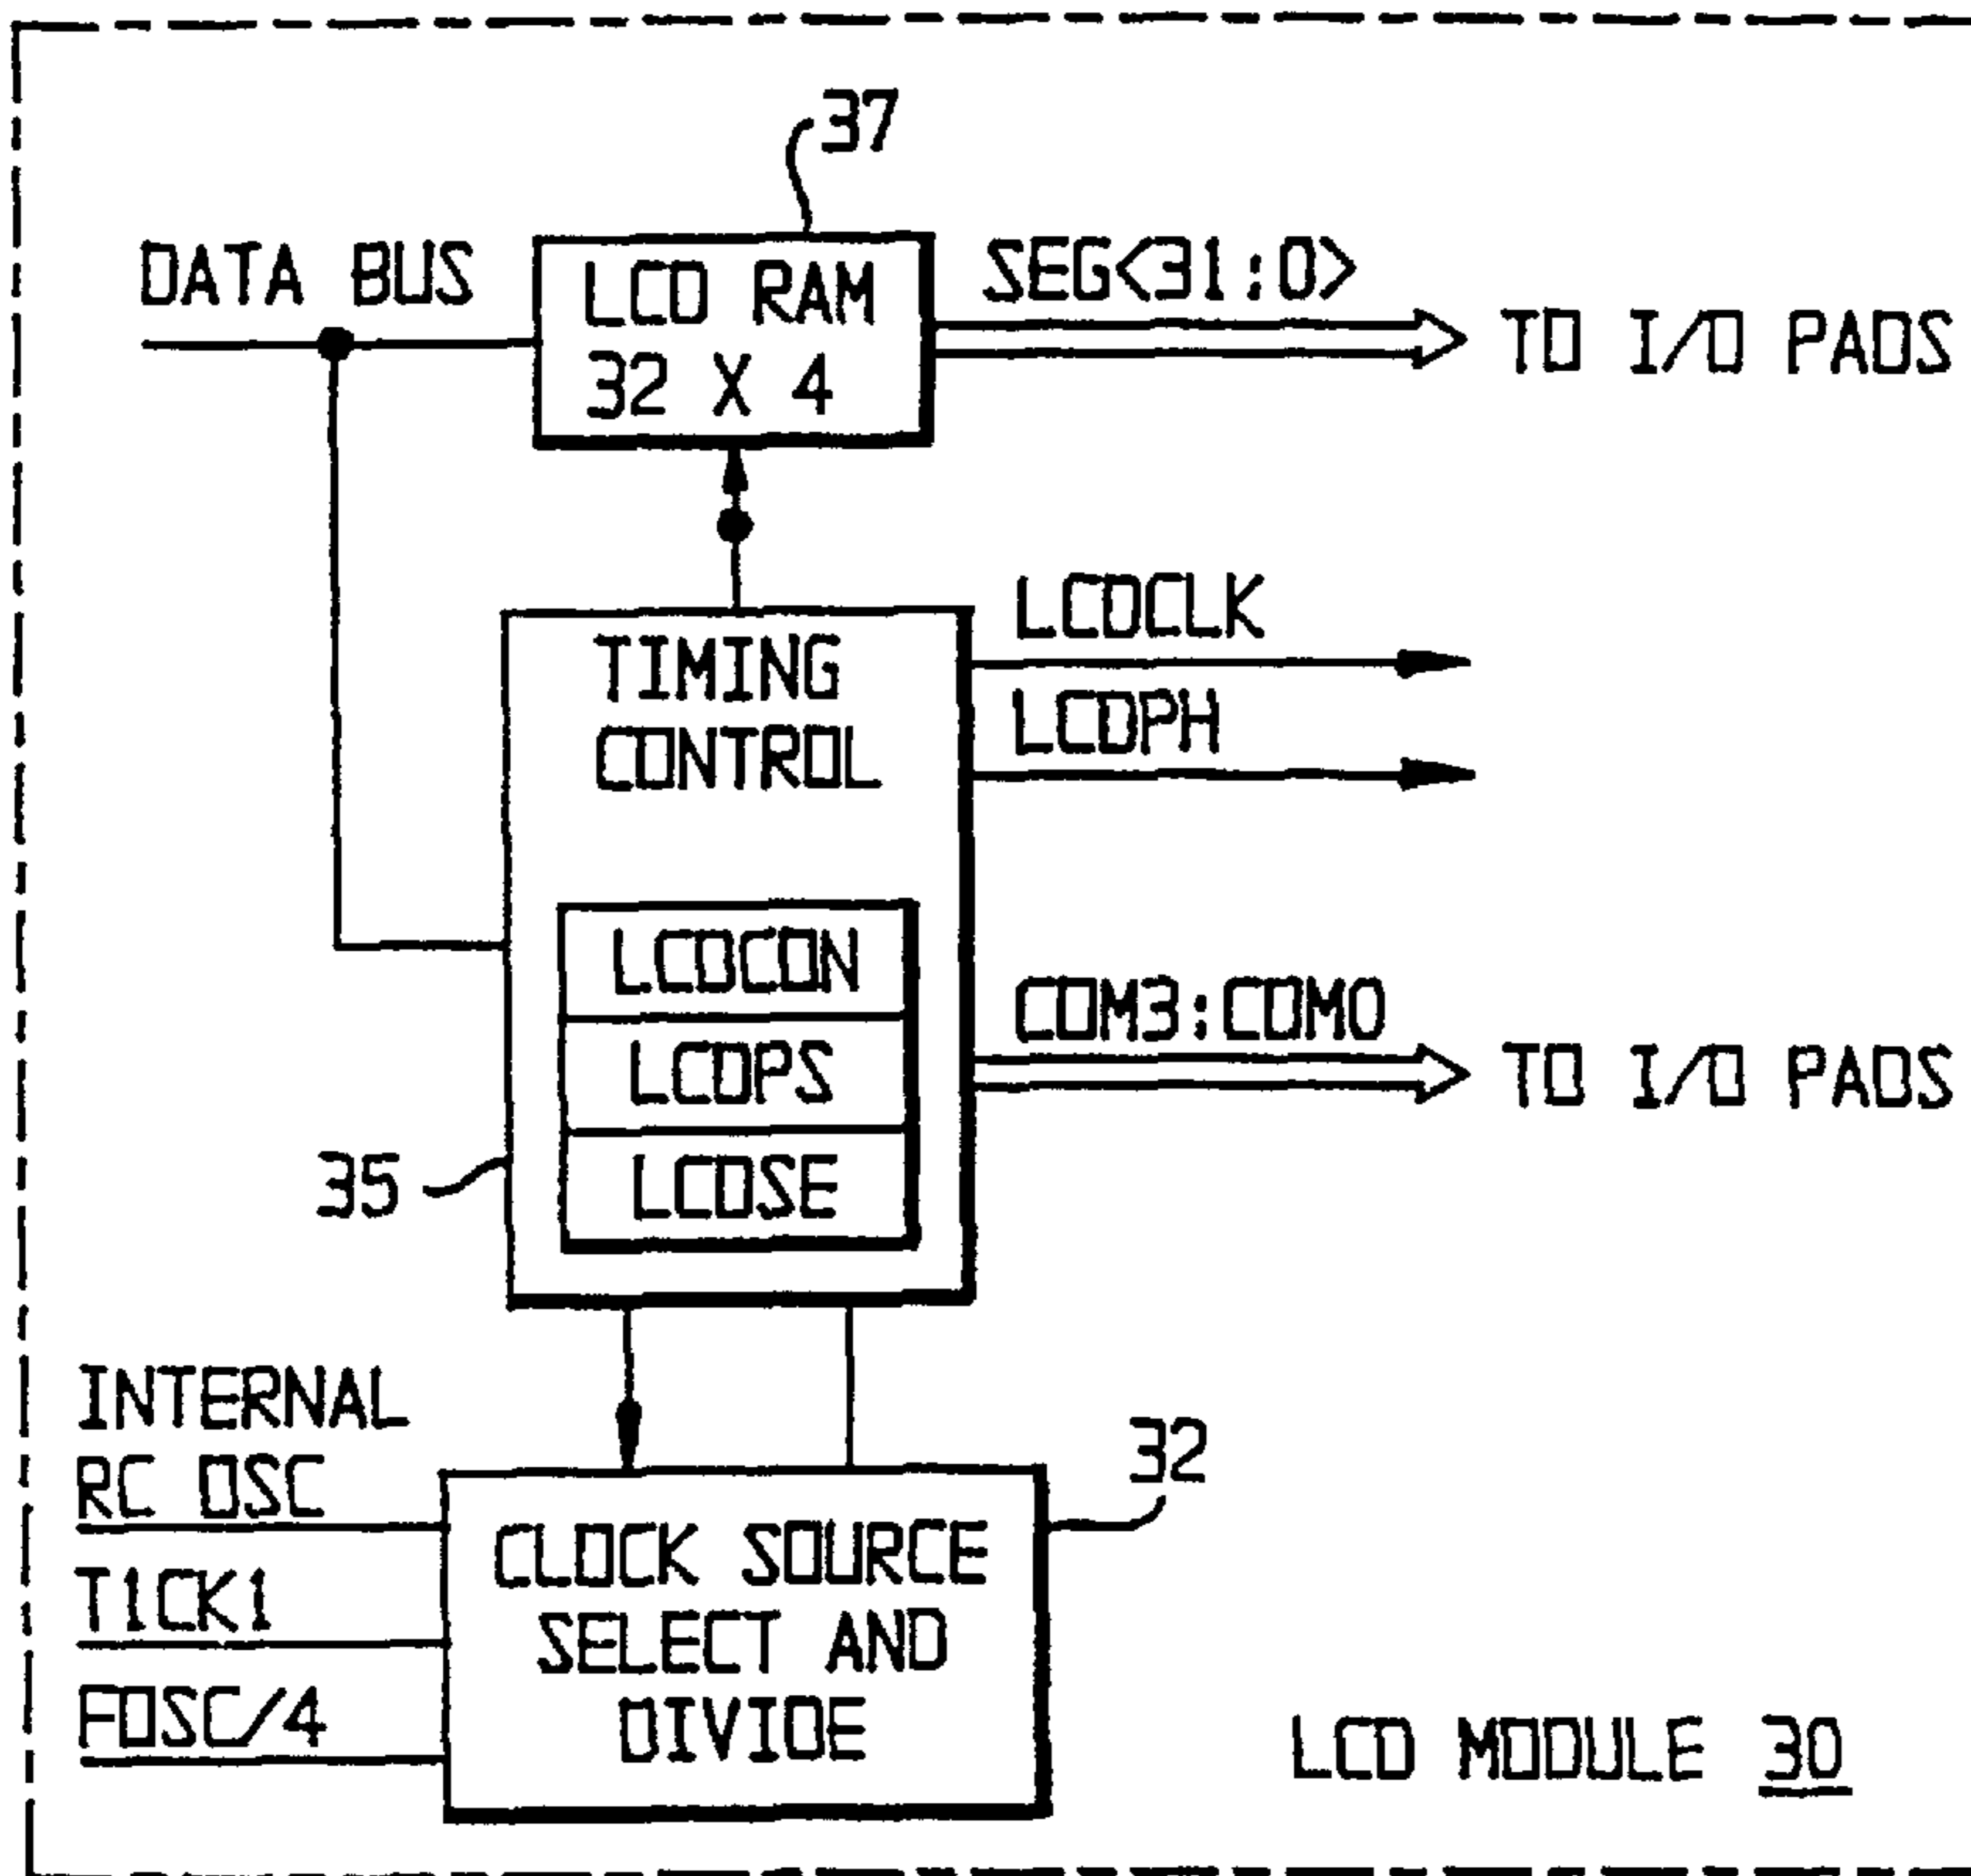 37
DATA BUS
LCD RAM
32 X 4
SEG<31:0>
TO I/O PADS
LCDCLK
TIMING
CONTROL
LCDPH
LCDCON
LCDPS
LCDSE
COM3:COM0
TO I/O PADS
35
INTERNAL
RC OSC
T1CK1
FOSC/4
32
CLOCK SOURCE
SELECT AND
DIVIDE
LCD MODULE 30